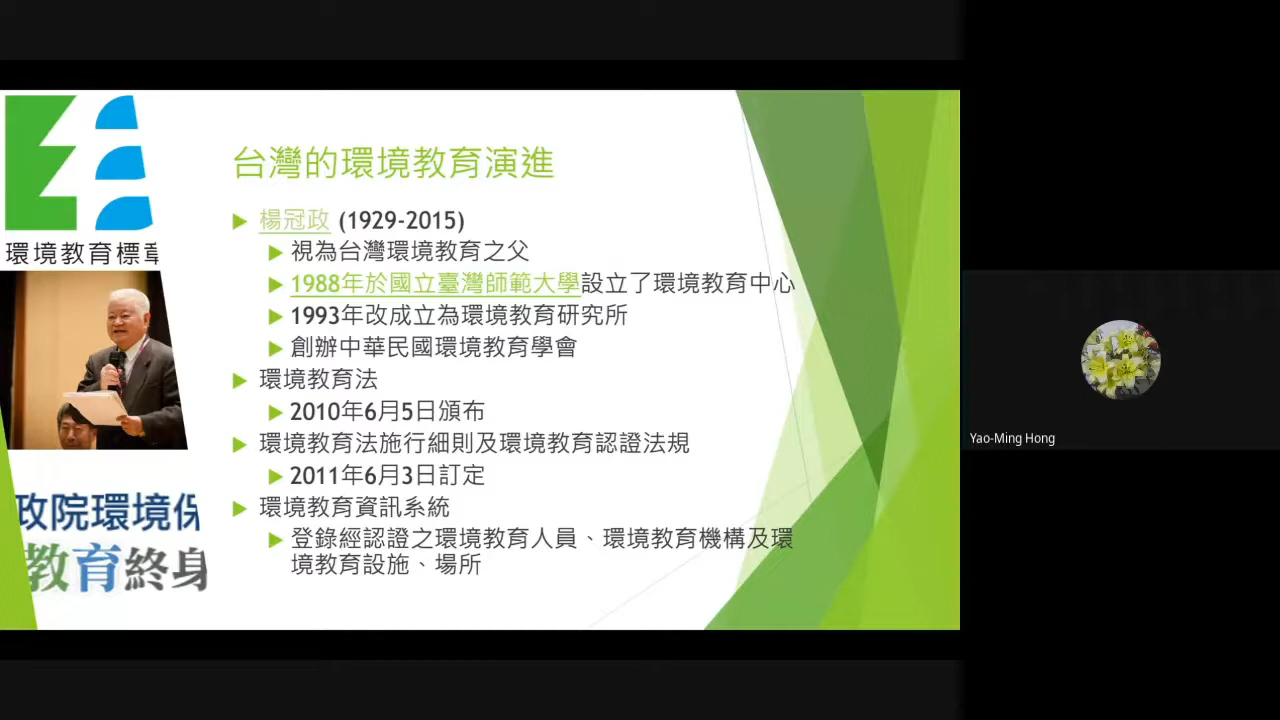 台灣的環境教育演進
楊冠政 (1929-2015)
視為台灣環境教育之父
1988年於國立臺灣師範大學設立了環境教育中心
1993年改成立為環境教育研究所
創辦中華民國環境教育學會
環境教育法
2010年6月5日頒布
環境教育法施行細則及環境教育認證法規
2011年6月3日訂定
環境教育資訊系統
登錄經認證之環境教育人員、環境教育機構及環
境教育設施、場所
環境教育標章
政院環境保
教育終身
Yao-Ming Hong